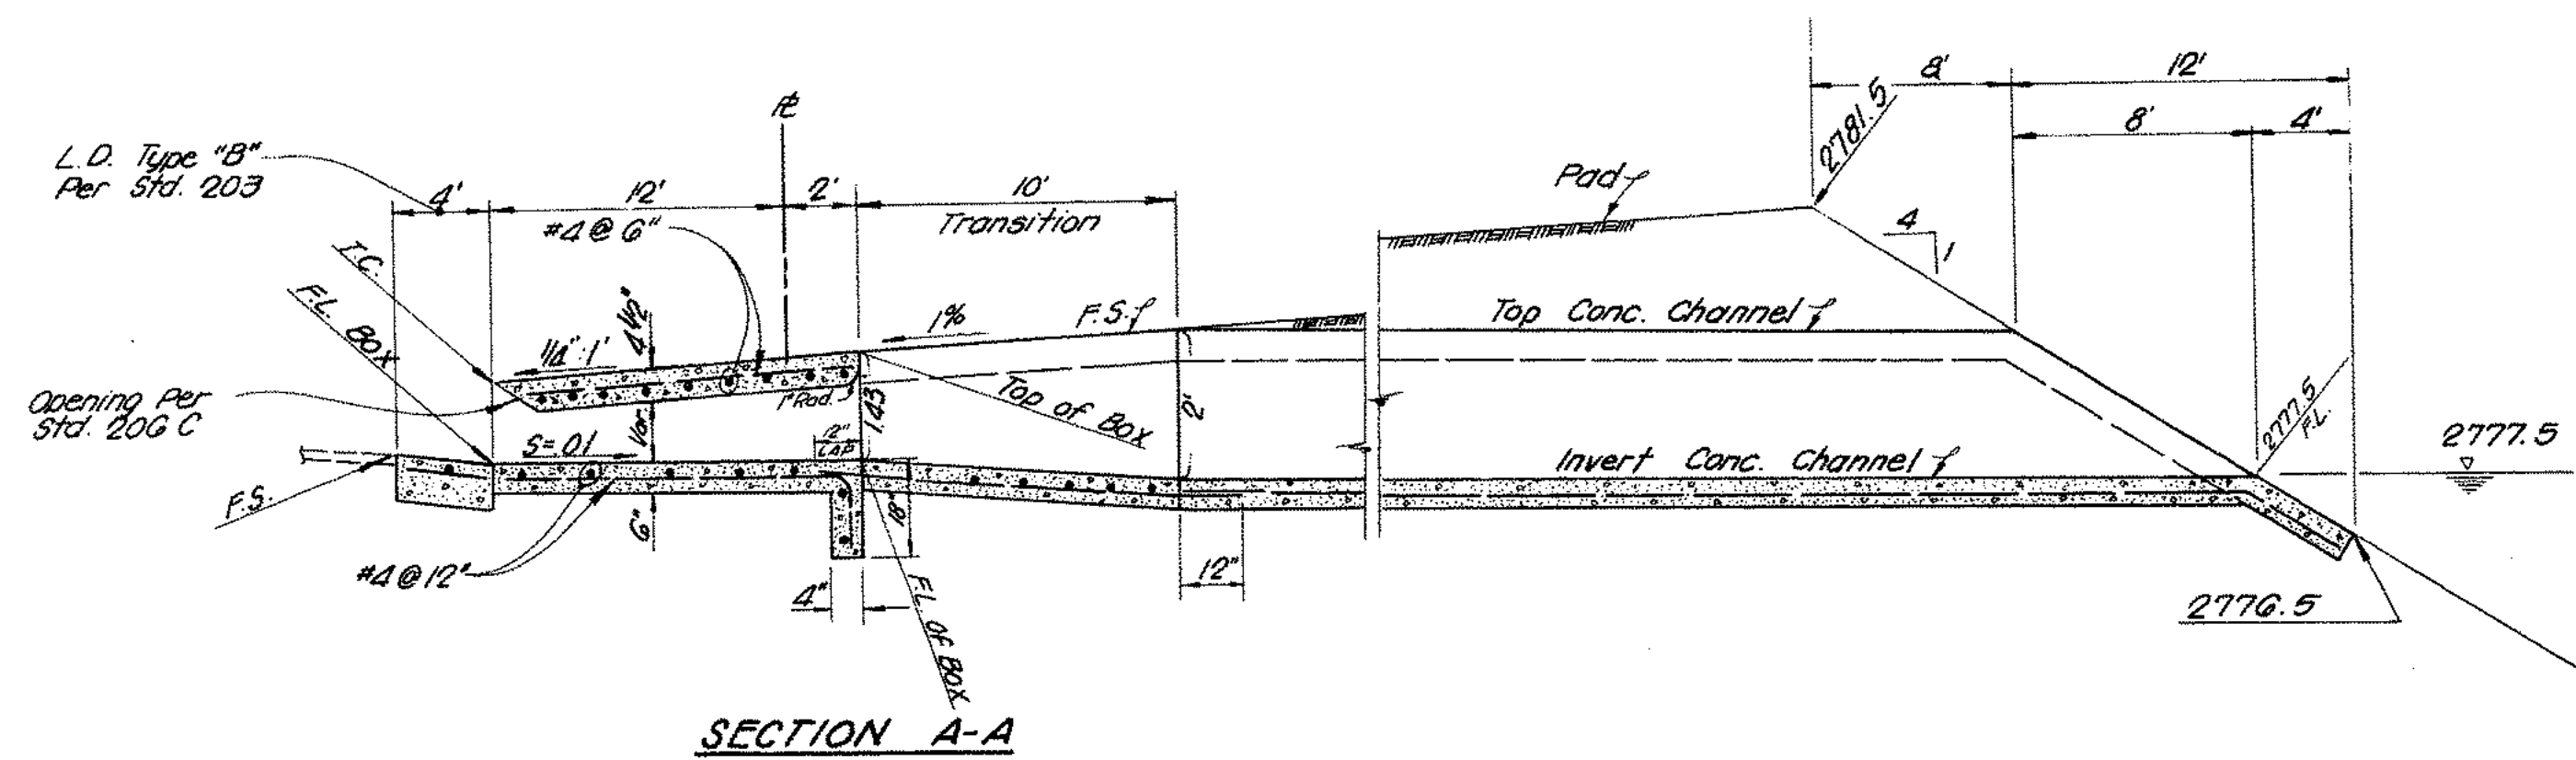 8'
12'
8'
4'
2781.5
Pad
4
1
L.D. Type "B"
Per Std. 203
4'
12'
2'
10'
Transition
#4 @ 6"
I.C.
F.L. Box
1/4":1'
4 1/2"
1%
F.S.
Top Conc. Channel
Opening Per
Std. 206 C
1" Rad.
Top of Box
1.43
2'
Var.
S=.01
12"
LAP
Invert Conc. Channel
2777.5
F.L.
2777.5
F.S.
6"
18"
#4 @ 12"
4"
12"
F.L. of Box
2776.5
SECTION A-A